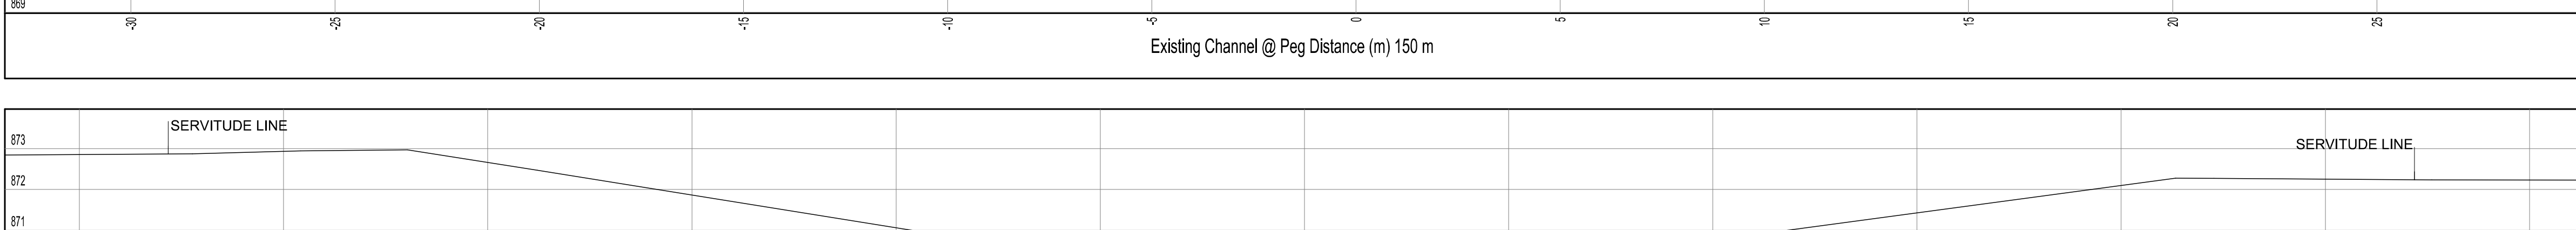 869
-30 -25 -20 -15 -10 -5 0 5 10 15 20 25
Existing Channel @ Peg Distance (m) 150 m
SERVITUDE LINE
873
SERVITUDE LINE
872
871